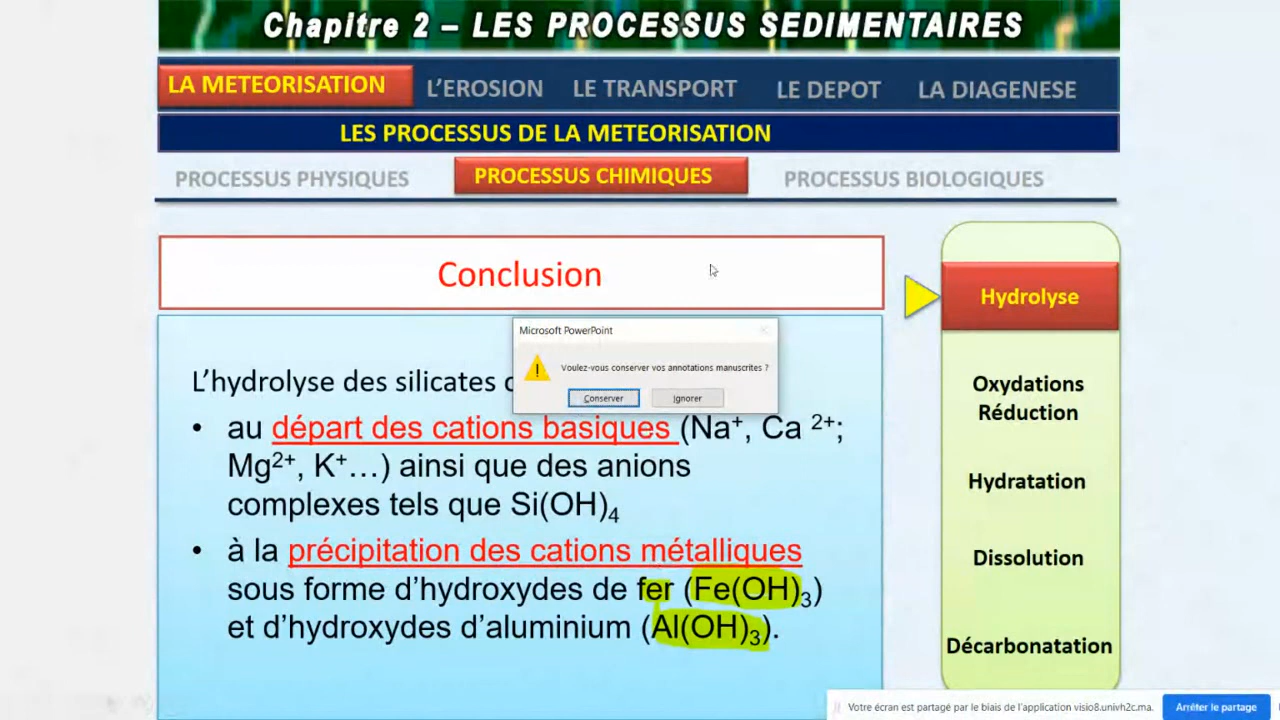 Chapitre 2 – LES PROCESSUS SEDIMENTAIRES
LA METEORISATION L'EROSION LE TRANSPORT LE DEPOT LA DIAGENESE
LES PROCESSUS DE LA METEORISATION
PROCESSUS PHYSIQUES PROCESSUS CHIMIQUES PROCESSUS BIOLOGIQUES
Conclusion
Microsoft PowerPoint
Voulez-vous conserver vos annotations manuscrites ?
Conserver Ignorer
L'hydrolyse des silicates
• au départ des cations basiques (Na⁺, Ca ²⁺;
Mg²⁺, K⁺…) ainsi que des anions
complexes tels que Si(OH)₄
• à la précipitation des cations métalliques
sous forme d'hydroxydes de fer (Fe(OH)₃)
et d'hydroxydes d'aluminium (Al(OH)₃).
Hydrolyse
Oxydations
Réduction
Hydratation
Dissolution
Décarbonatation
Votre écran est partagé par le biais de l'application visio8.univh2c.ma.
Arrêter le partage